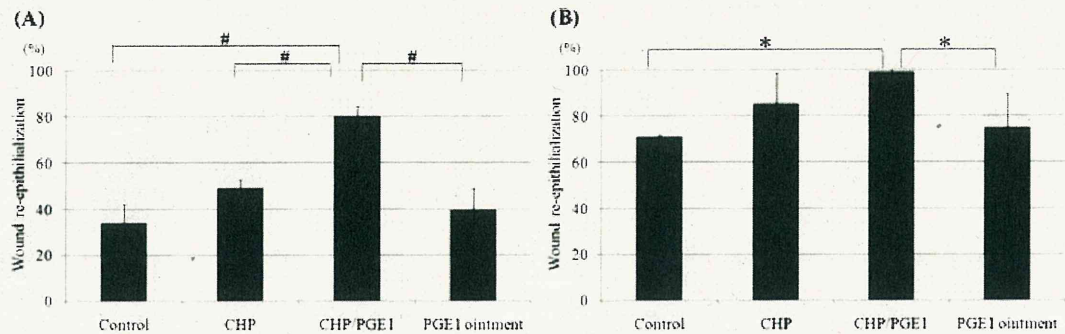 (A)
(%)
# # #
100
80
60
40
20
0
Wound re-epithilialization
Control CHP CHP/PGE1 PGE1 ointment
(B)
(%)
* *
100
80
60
40
20
0
Wound re-epithilialization
Control CHP CHP/PGE1 PGE1 ointment